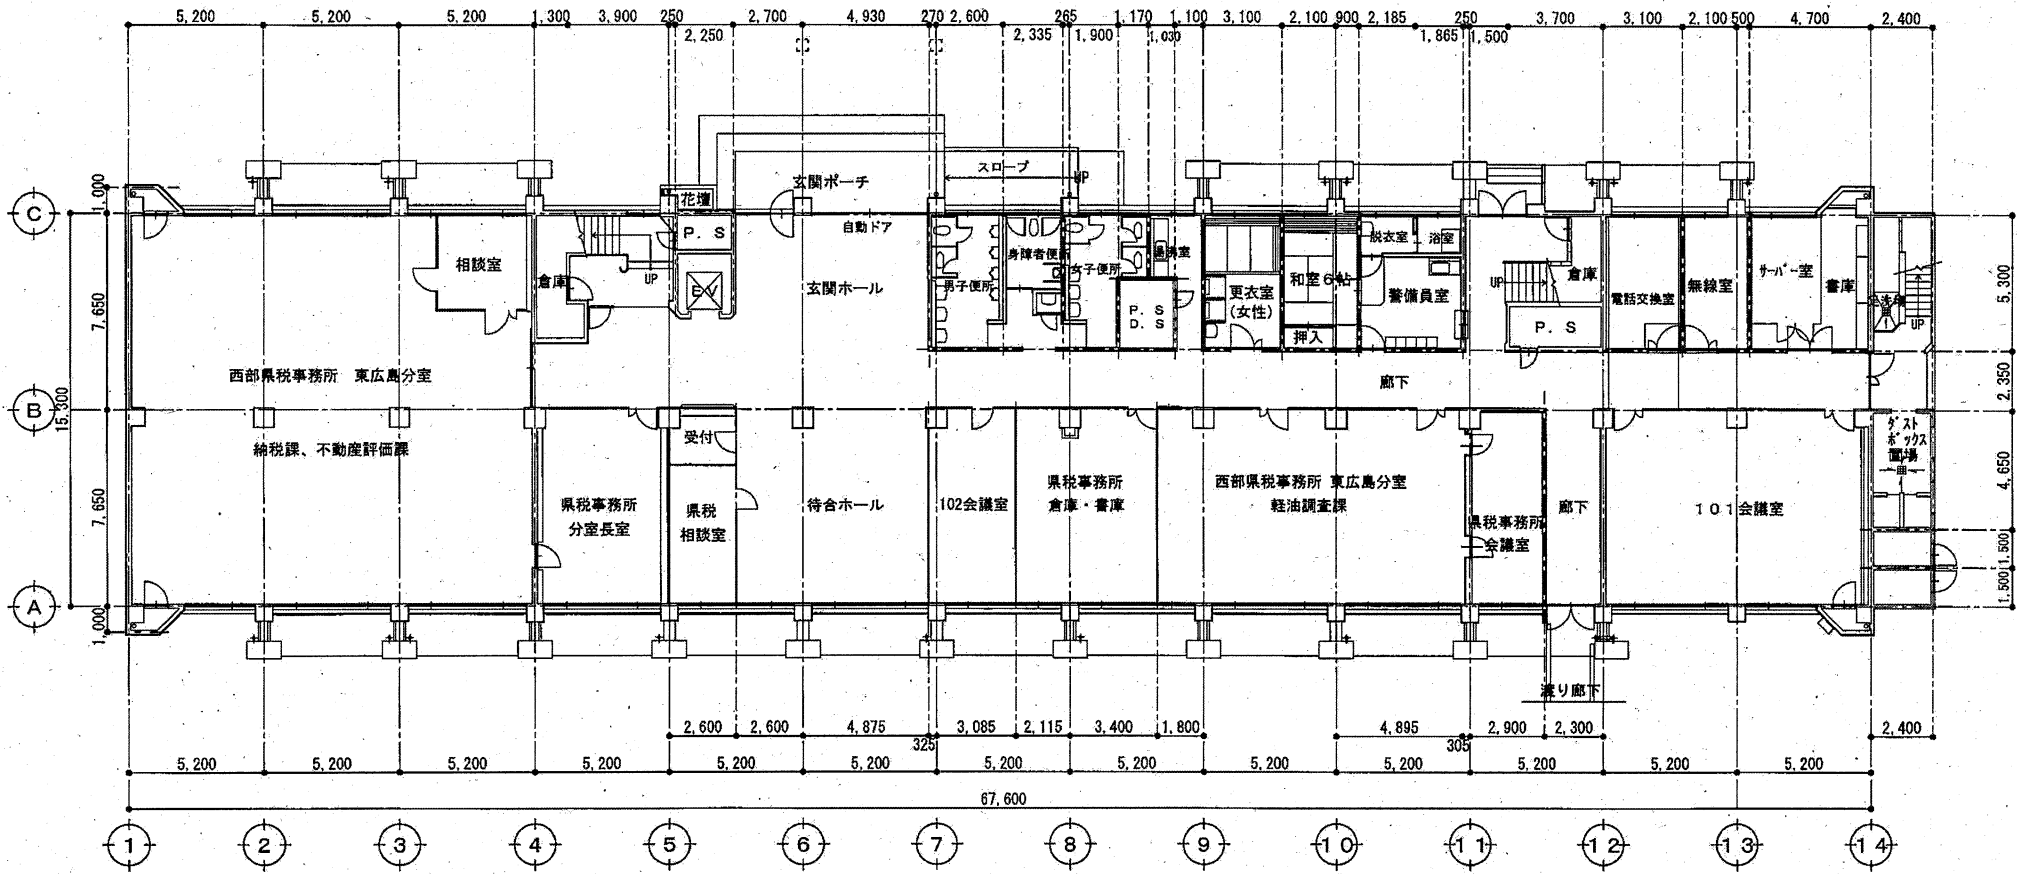 5,200 5,200 5,200 1,300 3,900 250 2,700 4,930 270 2,600 265 1,170 1,100 3,100 2,100 900 2,185 250 3,700 3,100 2,100 500 4,700 2,400
2,250 2,335 1,900 1,030 1,865 1,500
スロープ
UP
玄関ポーチ
1,000
花壇
C
自動ドア
P.S
脱衣室 浴室
身障者便所
女子便所
相談室
倉庫
UP
EV
玄関ホール
男子便所
P.S
D.S
更衣室
(女性)
和室6帖
押入
警備員室
UP
倉庫
P.S
電話交換室
無線室
サーバー室
書庫
UP
5,300
7,650
西部県税事務所 東広島分室
廊下
2,350
15,300
B
納税課、不動産評価課
受付
ダスト
ボックス
置場
4,650
7,650
県税事務所
分室長室
県税
相談室
待合ホール
102会議室
県税事務所
倉庫・書庫
西部県税事務所 東広島分室
軽油調査課
県税事務所
会議室
廊下
101会議室
1,500
1,500
A
1,000
渡り廊下
2,600 2,600 4,875 3,085 2,115 3,400 1,800 4,895 2,900 2,300 2,400
325 305
5,200 5,200 5,200 5,200 5,200 5,200 5,200 5,200 5,200 5,200 5,200 5,200 5,200
67,600
1 2 3 4 5 6 7 8 9 10 11 12 13 14